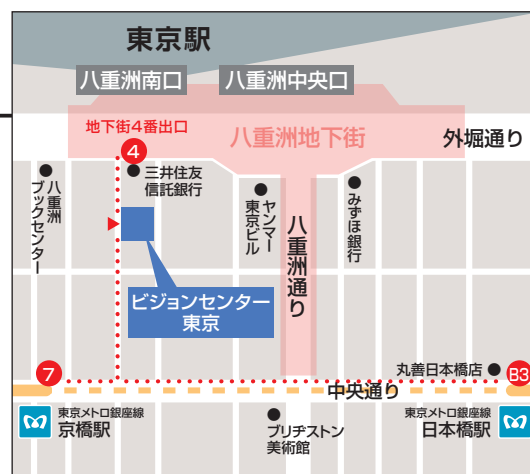 東京駅
八重洲南口
八重洲中央口
地下街4番出口
八重洲地下街
外堀通り
4
三井住友
信託銀行
八重洲
ブックセンター
ヤンマー
東京ビル
八重洲通り
みずほ銀行
ビジョンセンター
東京
7
丸善日本橋店
B3
中央通り
東京メトロ銀座線
京橋駅
ブリヂストン
美術館
東京メトロ銀座線
日本橋駅